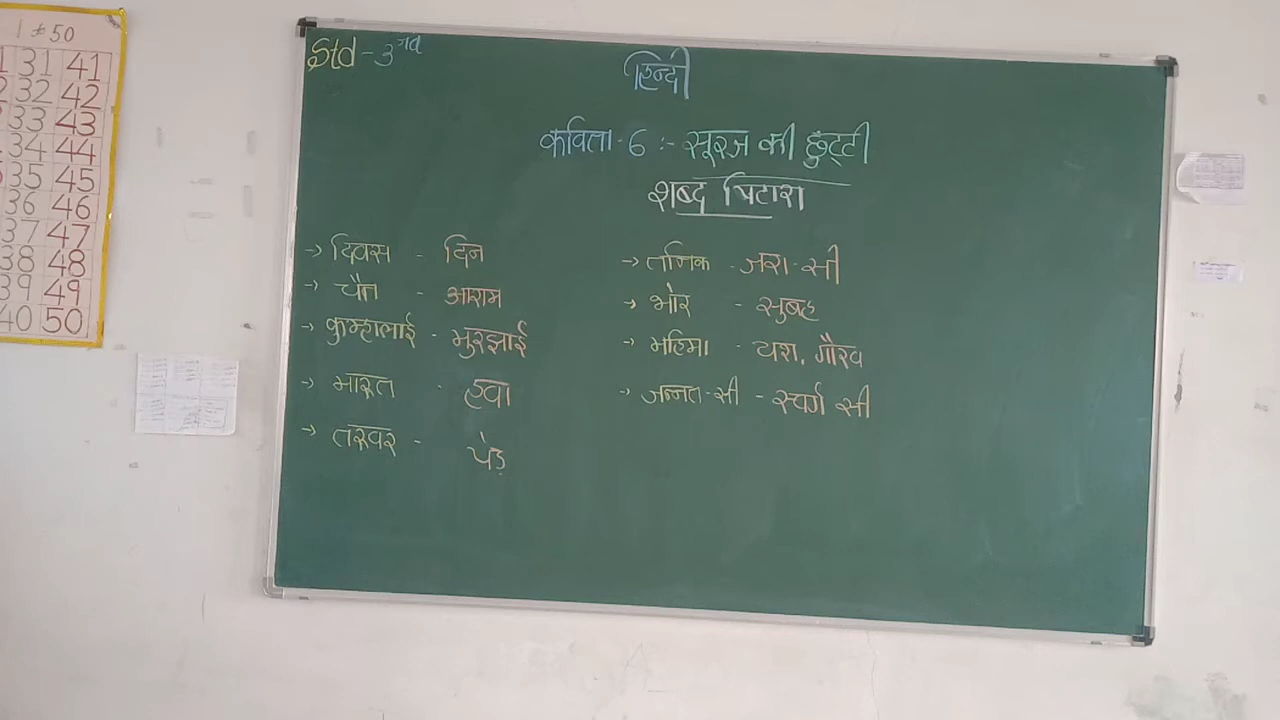 1 to 50
31 41
32 42
33 43
34 44
35 45
36 46
37 47
38 48
39 49
40 50
Std - 3rd
हिन्दी
कविता - 6 :- सूरज की छुट्टी
शब्द पिटारा
→ दिवस - दिन
→ चैन - आराम
→ कुम्हालाई - मुरझाई
→ मारूत - हवा
→ तरूवर - पेड़
→ तनिक - जरा-सी
→ भोर - सुबह
→ महिमा - यश, गौरव
→ जन्नत-सी - स्वर्ग सी